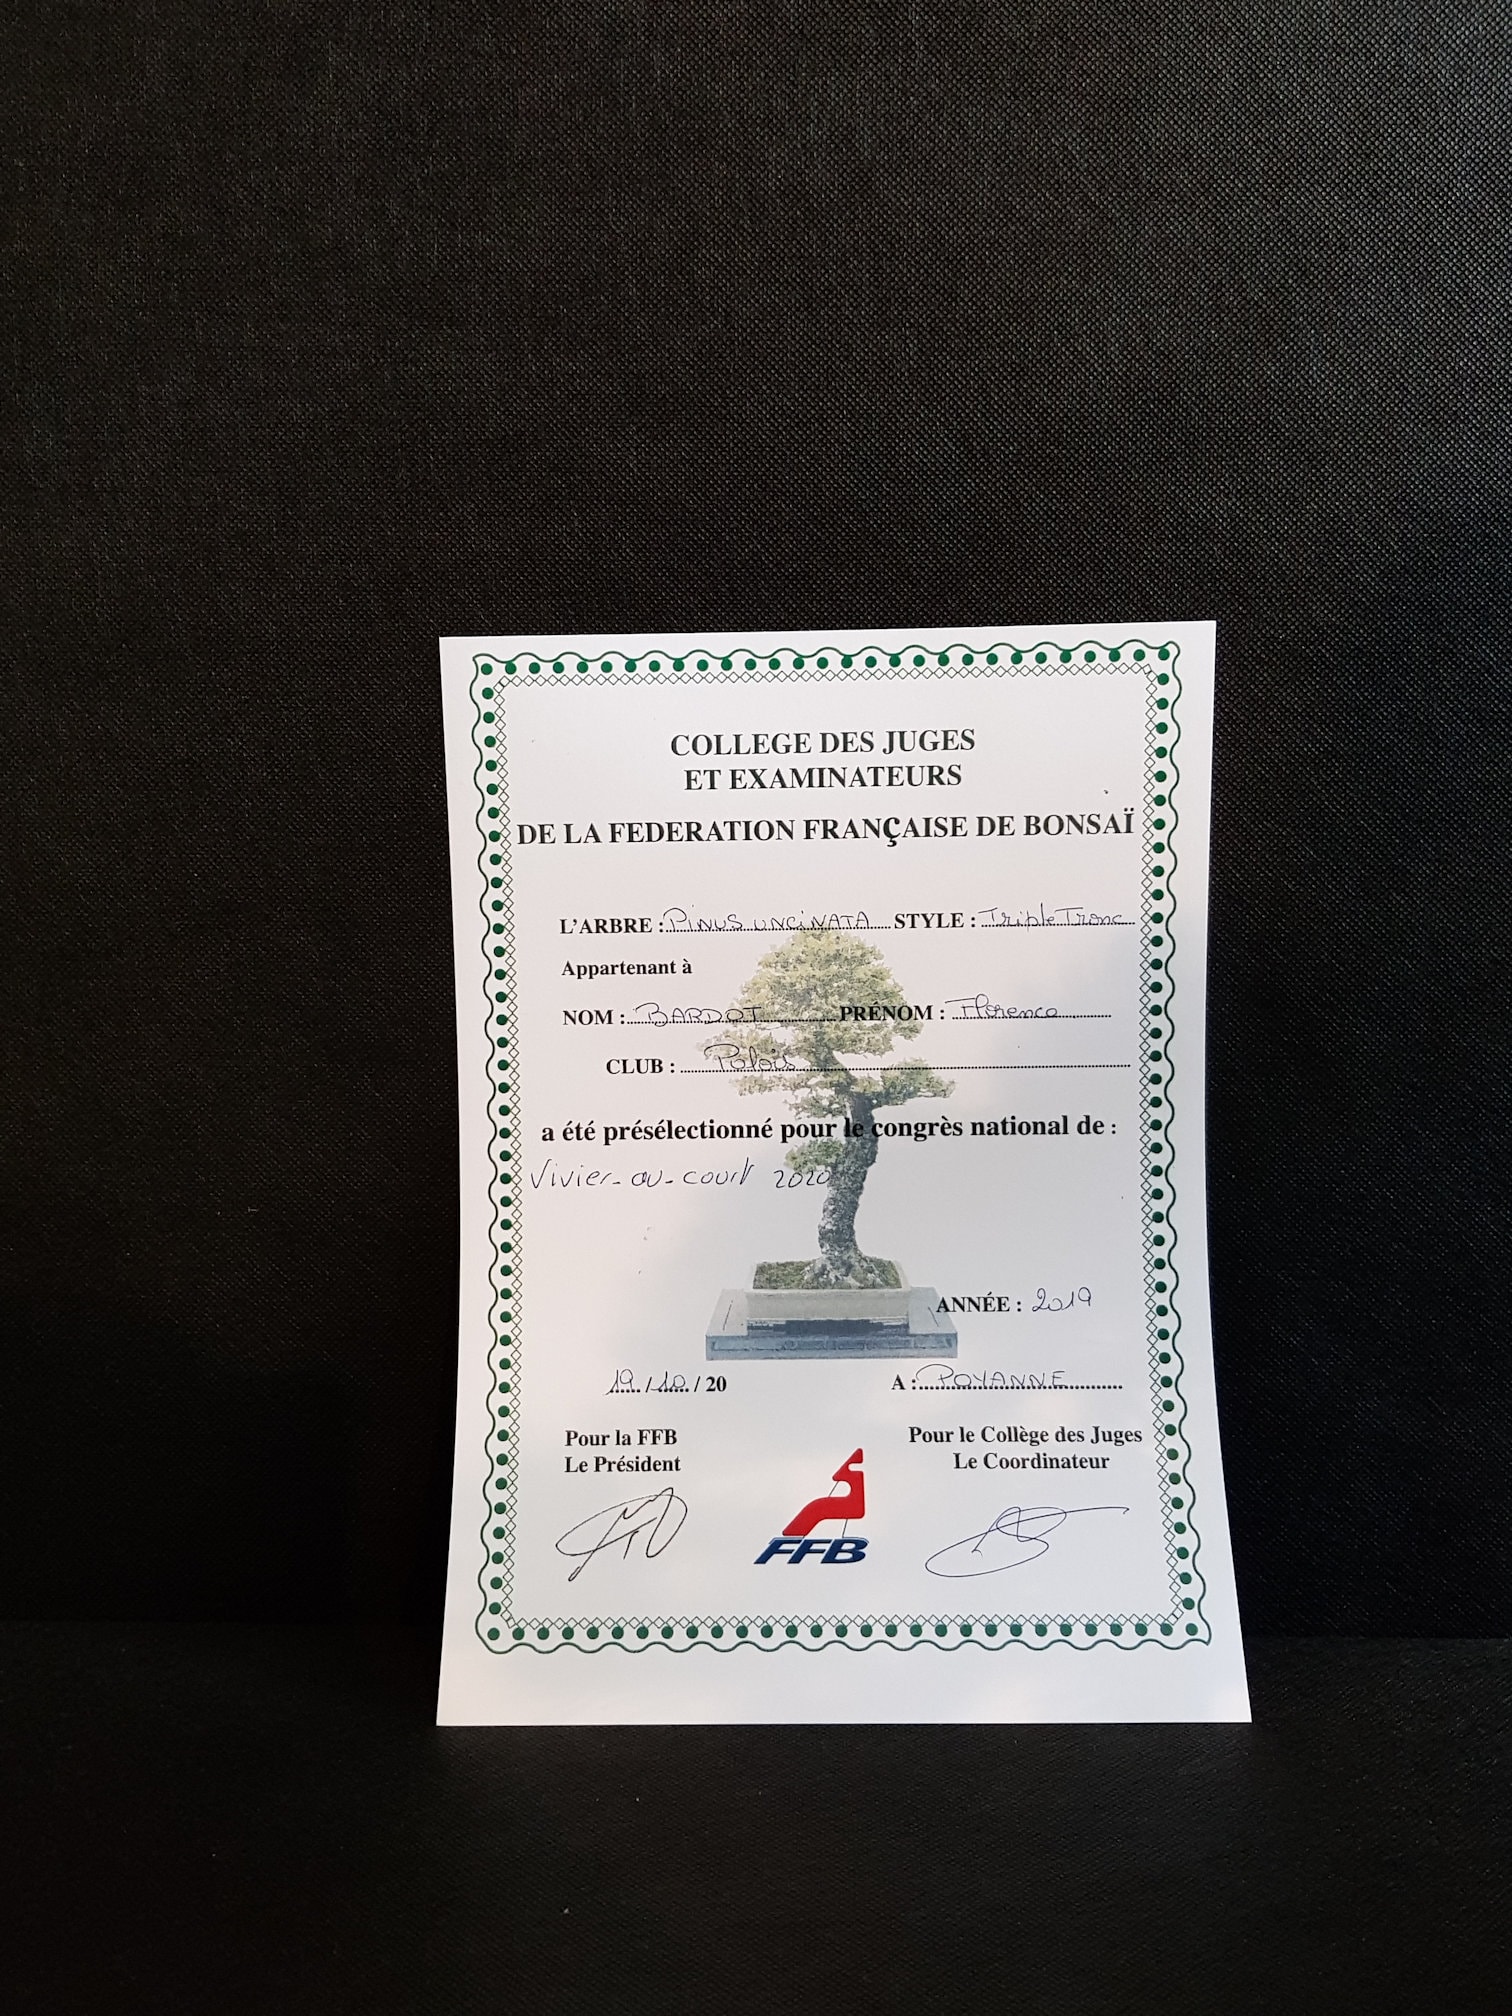 COLLEGE DES JUGES
ET EXAMINATEURS
DE LA FEDERATION FRANÇAISE DE BONSAÏ
L'ARBRE : PINUS UNCINATA STYLE : Triple Tronc
Appartenant à
NOM : BARDOT PRÉNOM : Florence
CLUB : Palois
a été présélectionné pour le congrès national de :
Vivier-au-court 2020
ANNÉE : 2019
19 / 10 / 20 A : POYANNE
Pour la FFB Pour le Collège des Juges
Le Président Le Coordinateur
FFB